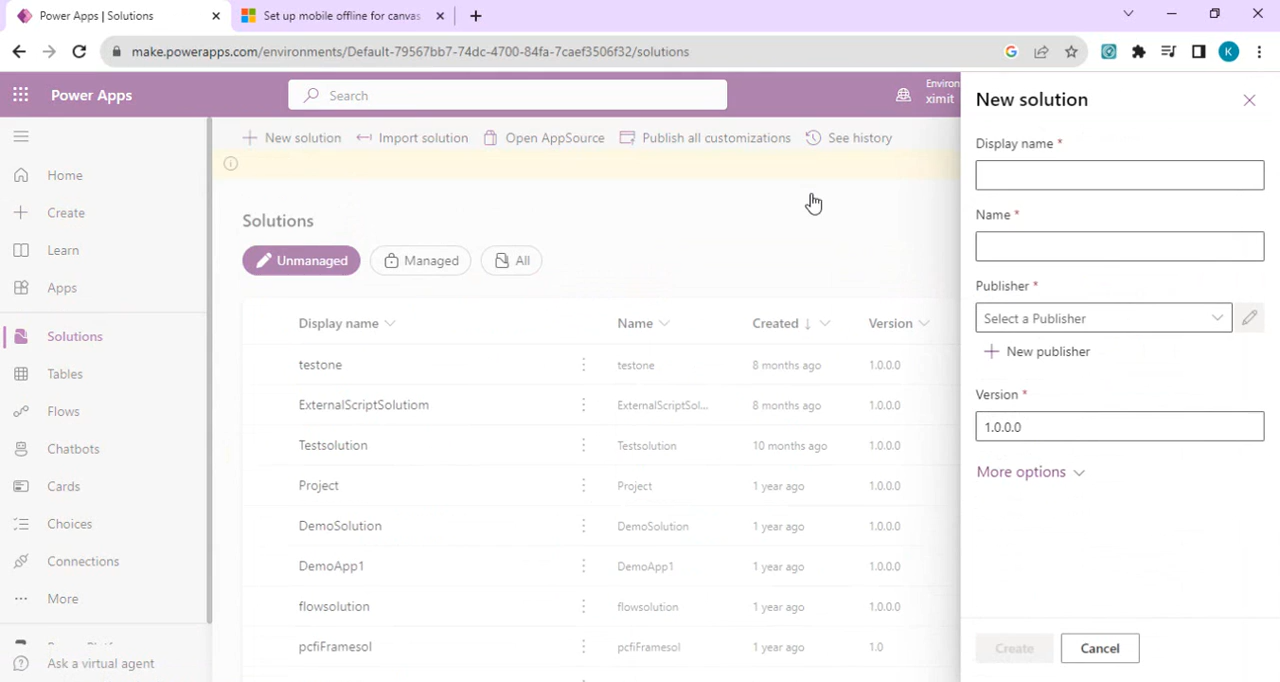 Power Apps | Solutions
Set up mobile offline for canvas
make.powerapps.com/environments/Default-79567bb7-74dc-4700-84fa-7caef3506f32/solutions
K
Power Apps
Search
Environ
ximit
Home
Create
Learn
Apps
Solutions
Tables
Flows
Chatbots
Cards
Choices
Connections
More
Ask a virtual agent
New solution
Import solution
Open AppSource
Publish all customizations
See history
Solutions
Unmanaged
Managed
All
Display name Name Created Version
testone testone 8 months ago 1.0.0.0
ExternalScriptSolutiom ExternalScriptSol... 8 months ago 1.0.0.0
Testsolution Testsolution 10 months ago 1.0.0.0
Project Project 1 year ago 1.0.0.0
DemoSolution DemoSolution 1 year ago 1.0.0.0
DemoApp1 DemoApp1 1 year ago 1.0.0.0
flowsolution flowsolution 1 year ago 1.0.0.0
pcfiFramesol pcfiFramesol 1 year ago 1.0
New solution
Display name *
Name *
Publisher *
Select a Publisher
New publisher
Version *
1.0.0.0
More options
Create
Cancel